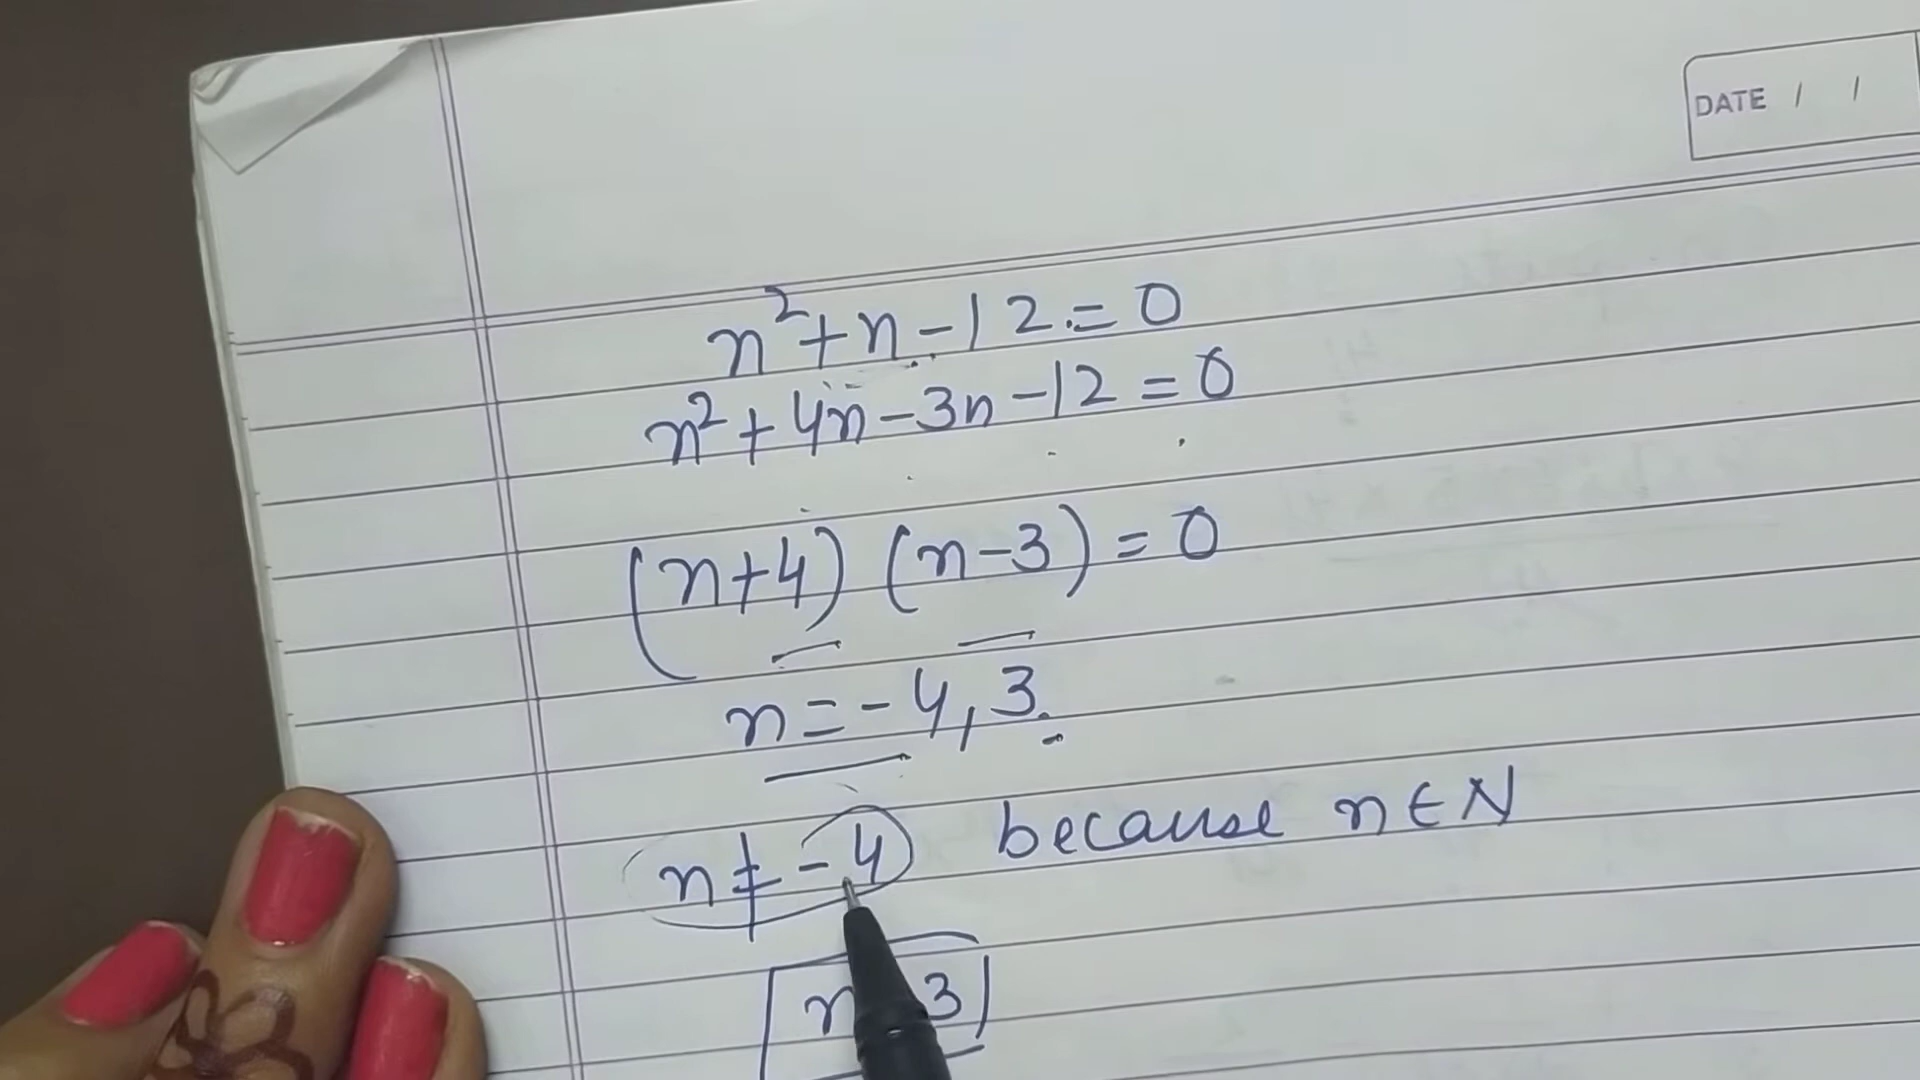 DATE / /
n²+n-12=0
n²+4n-3n-12=0
(n+4) (n-3)=0
n=-4,3.
n≠-4 because n∈N
n 3